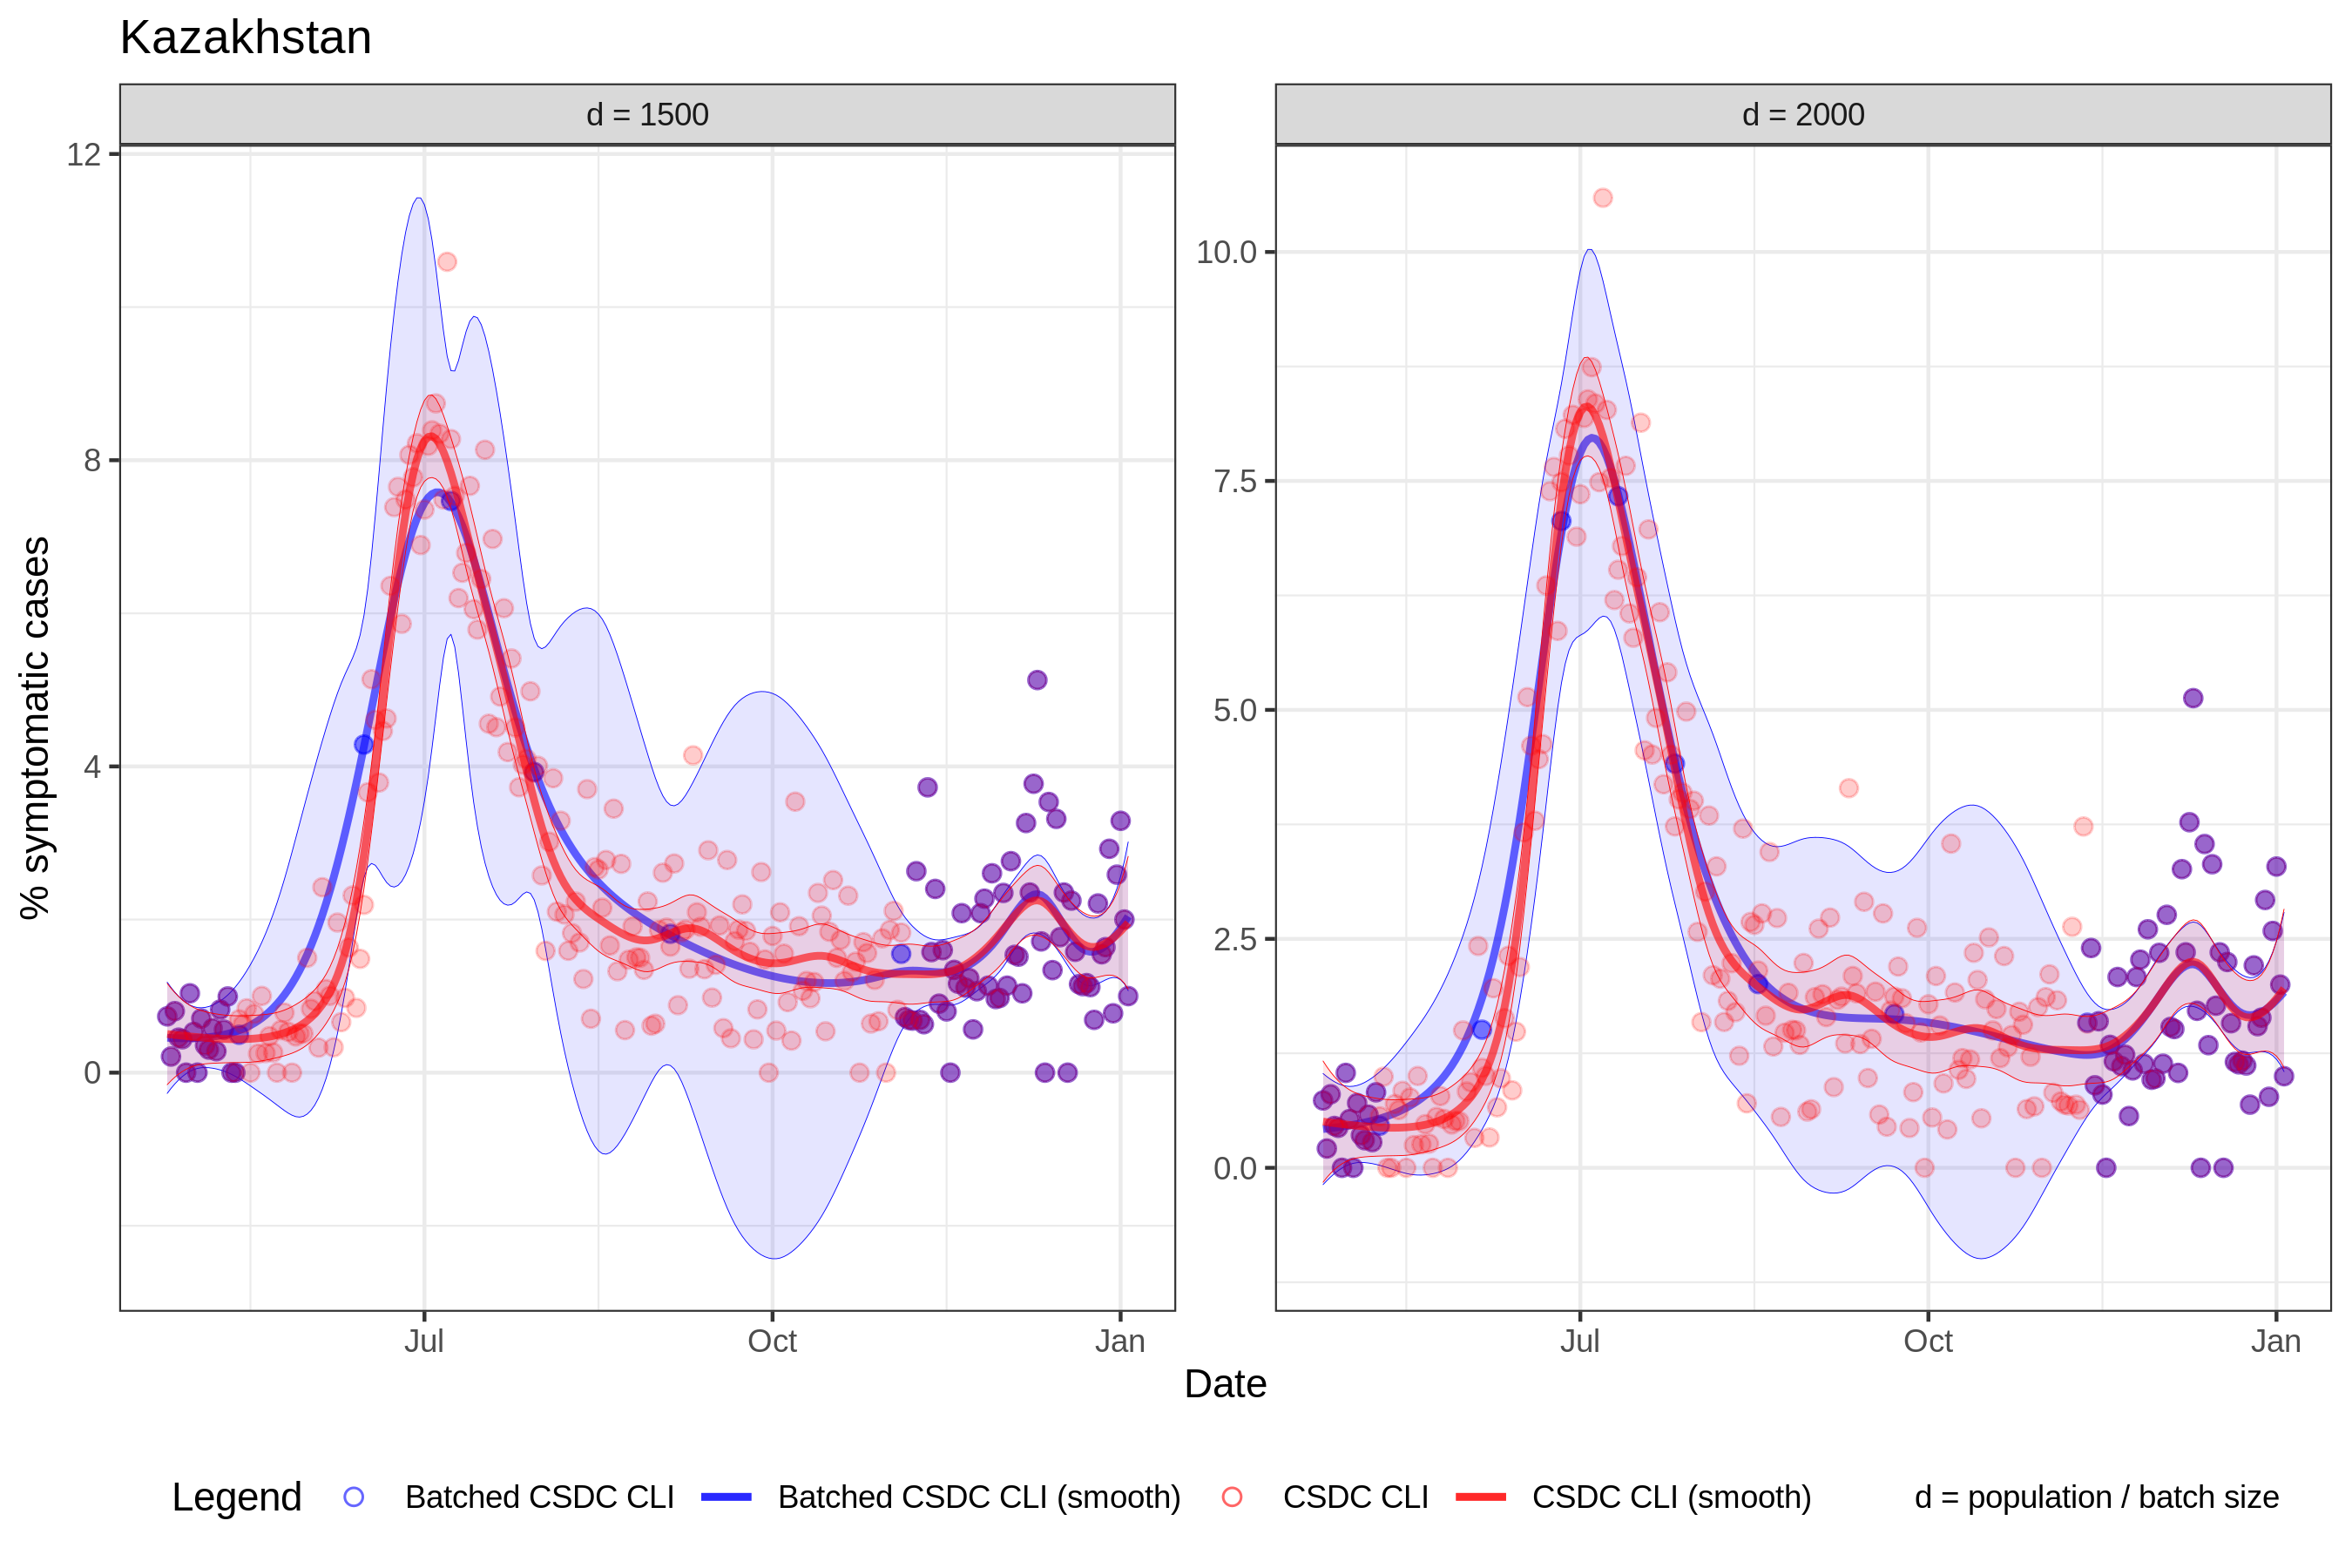 Kazakhstan
d = 1500
d = 2000
12
8
4
0
10.0
7.5
5.0
2.5
0.0
% symptomatic cases
Jul
Oct
Jan
Jul
Oct
Jan
Date
Legend Batched CSDC CLI Batched CSDC CLI (smooth) CSDC CLI CSDC CLI (smooth) d = population / batch size